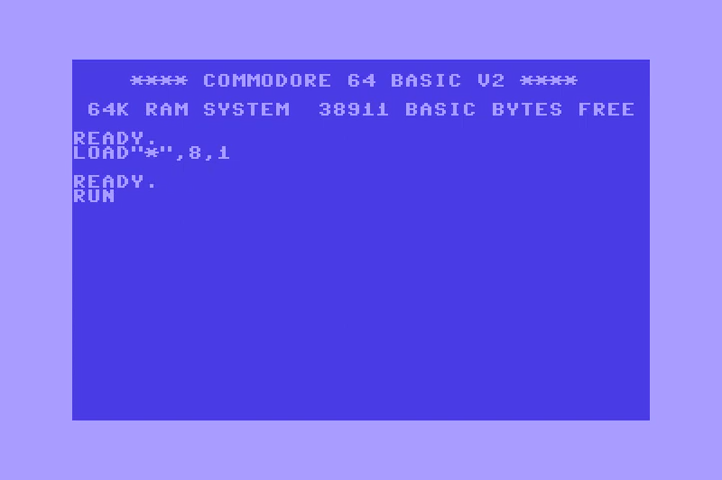 **** COMMODORE 64 BASIC V2 ****
64K RAM SYSTEM  38911 BASIC BYTES FREE
READY.
LOAD"*",8,1
READY.
RUN